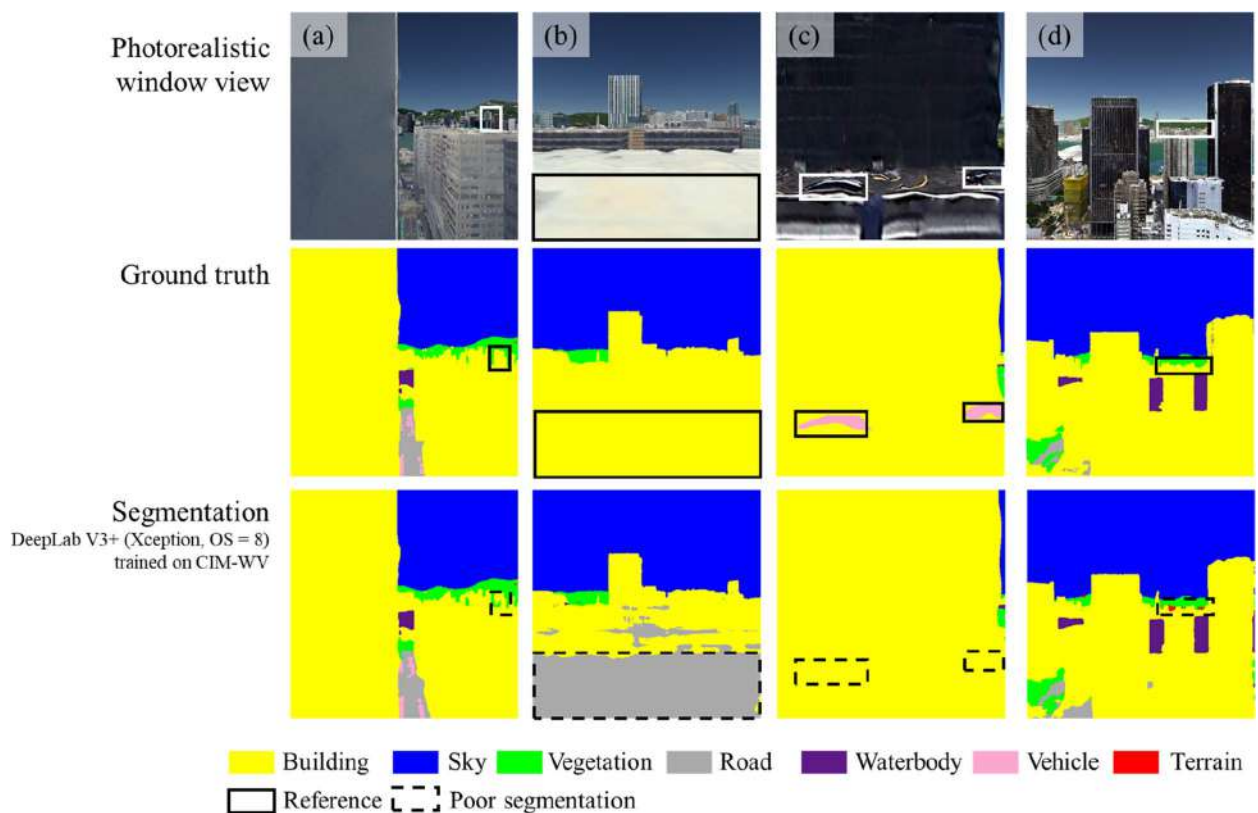 Photorealistic
window view
(a)
(b)
(c)
(d)
Ground truth
Segmentation
DeepLab V3+ (Xception, OS = 8)
trained on CIM-WV
Building
Sky
Vegetation
Road
Waterbody
Vehicle
Terrain
Reference
Poor segmentation